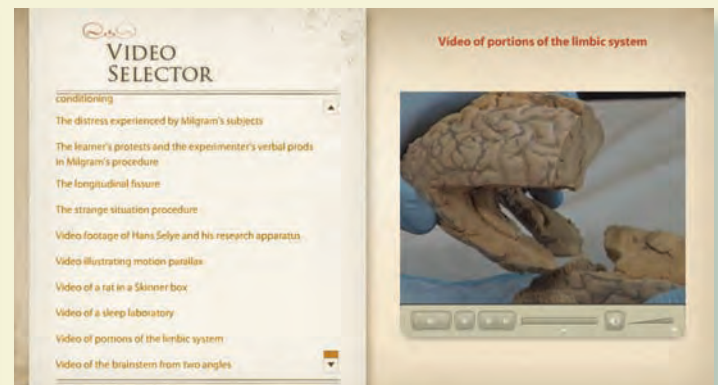 VIDEO
SELECTOR
conditioning
The distress experienced by Milgram's subjects
The learner's protests and the experimenter's verbal prods
in Milgram's procedure
The longitudinal fissure
The strange situation procedure
Video footage of Hans Selye and his research apparatus
Video illustrating motion parallax
Video of a rat in a Skinner box
Video of a sleep laboratory
Video of portions of the limbic system
Video of the brainstem from two angles
Video of portions of the limbic system